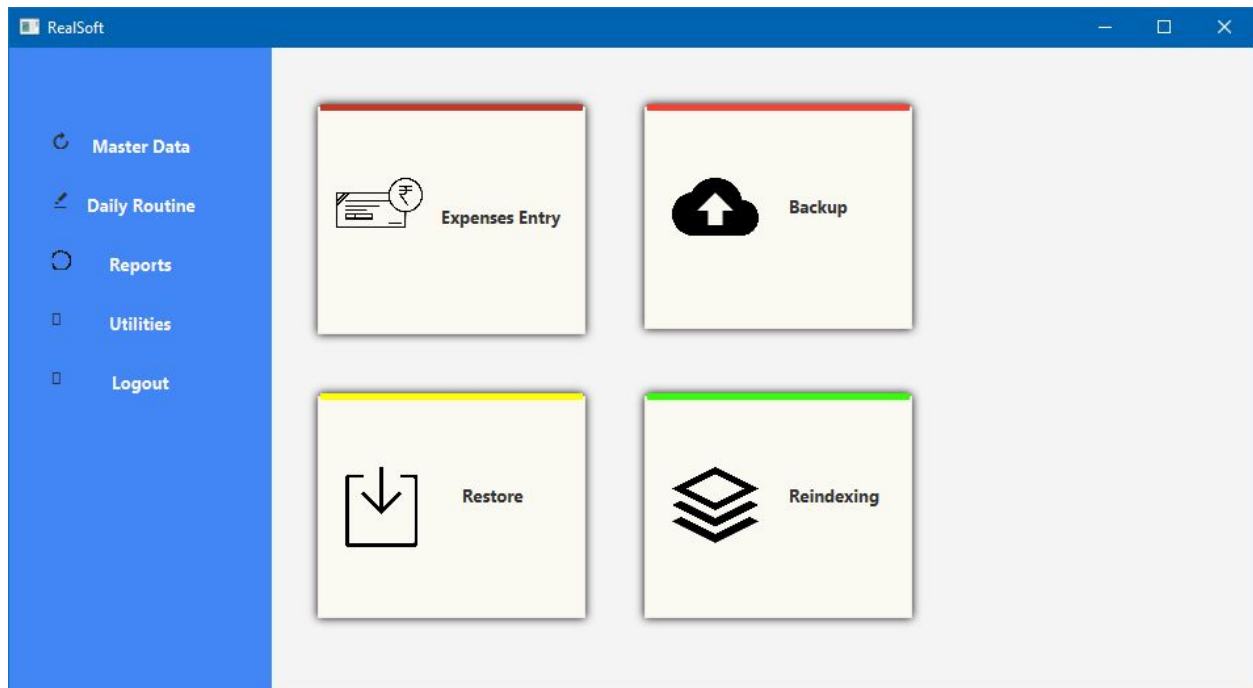 RealSoft
Master Data
Daily Routine
Reports
Utilities
Logout
₹
Expenses Entry
Backup
Restore
Reindexing